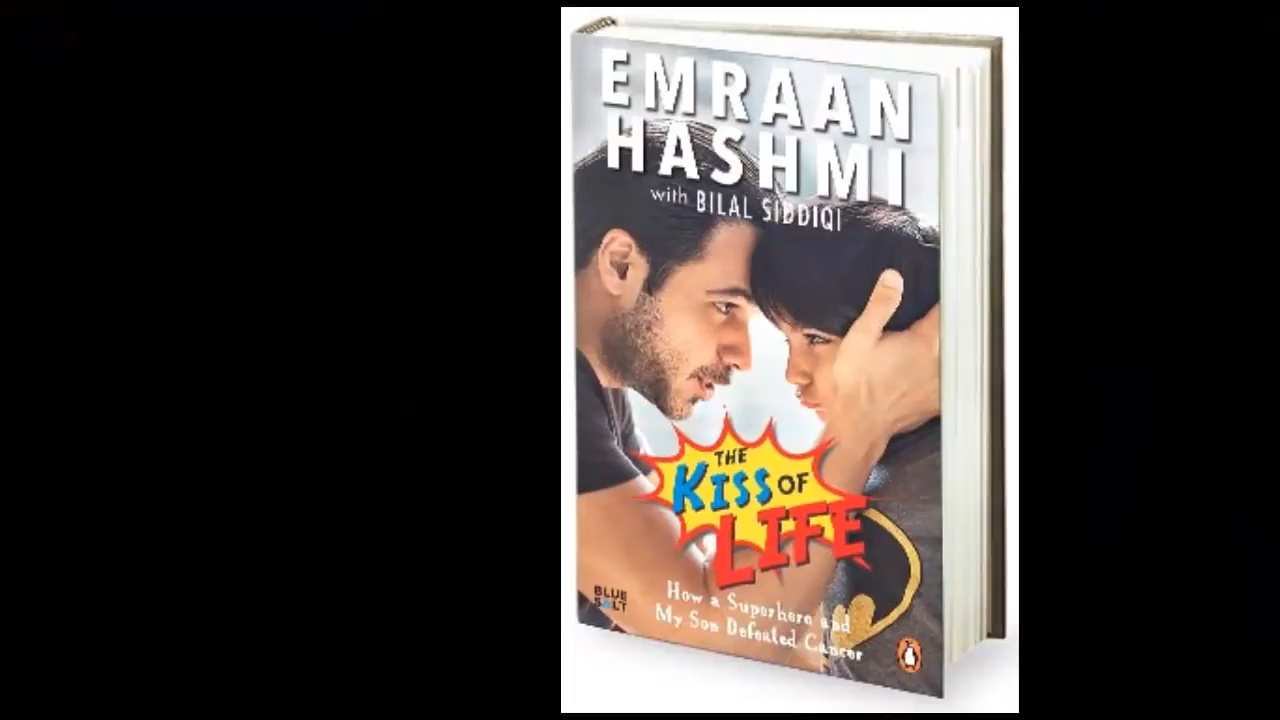 EMRAAN
HASHMI
with BILAL SIDDIQI
THE
KISS OF
LIFE
BLUE
SALT
How a Superhero and
My Son Defeated Cancer